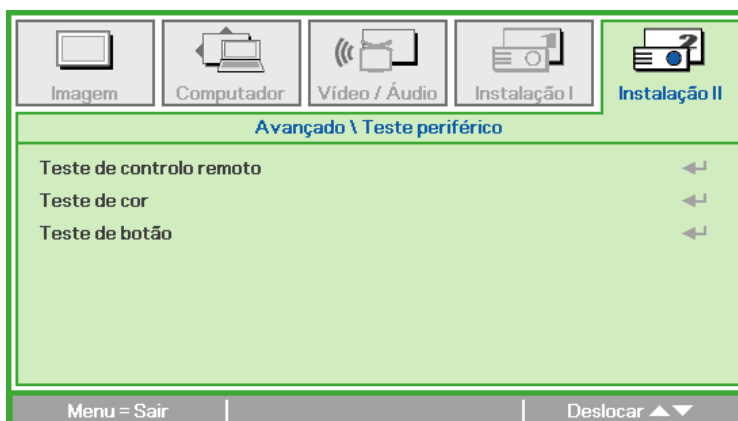 Imagem
Computador
Vídeo / Áudio
Instalação I
Instalação II
Avançado \ Teste periférico
Teste de controlo remoto
Teste de cor
Teste de botão
Menu = Sair
Deslocar ▲▼